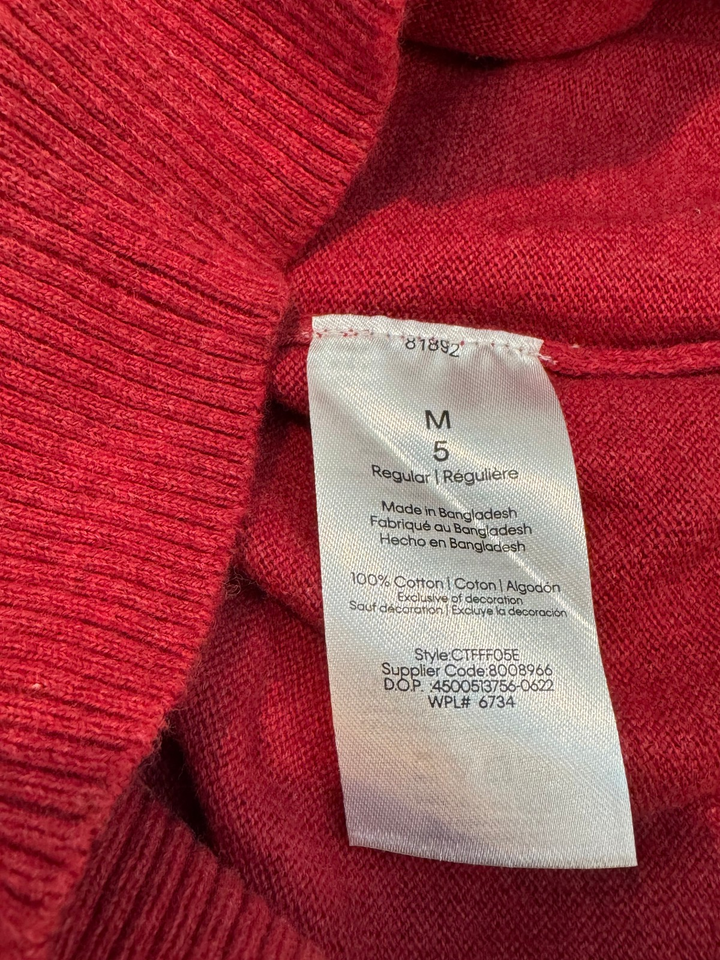 81892
M
5
Regular | Régulière
Made in Bangladesh
Fabriqué au Bangladesh
Hecho en Bangladesh
100% Cotton | Coton | Algodón
Exclusive of decoration
Sauf décoration | Excluye la decoración
Style:CTFFF05E
Supplier Code:8008966
D.O.P. :4500513756-0622
WPL# 6734